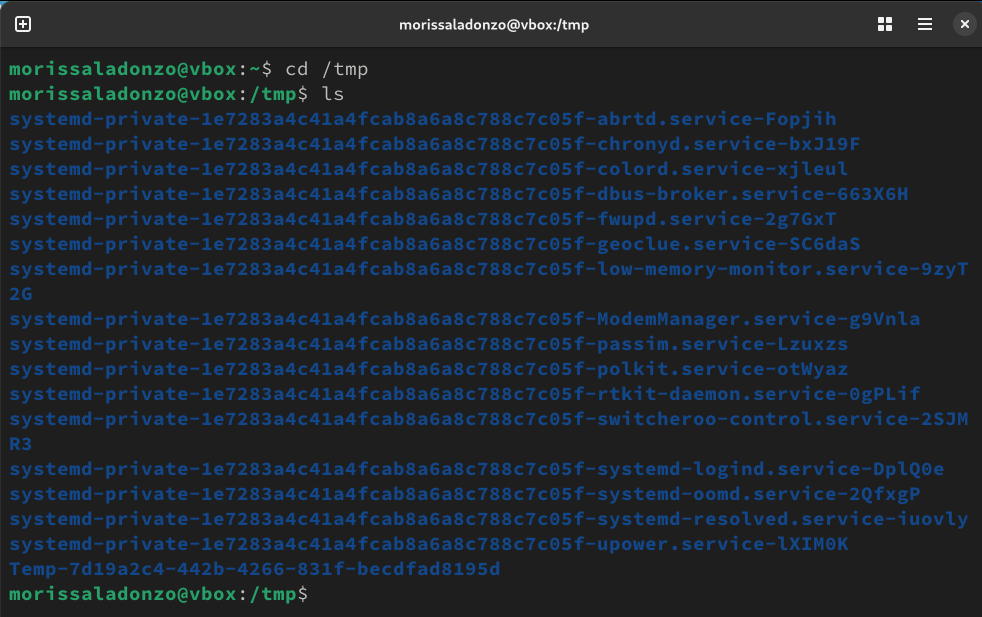 morissaladonzo@vbox:/tmp
morissaladonzo@vbox:~$ cd /tmp
morissaladonzo@vbox:/tmp$ ls
systemd-private-1e7283a4c41a4fcab8a6a8c788c7c05f-abrtd.service-Fopjih
systemd-private-1e7283a4c41a4fcab8a6a8c788c7c05f-chronyd.service-bxJ19F
systemd-private-1e7283a4c41a4fcab8a6a8c788c7c05f-colord.service-xjleul
systemd-private-1e7283a4c41a4fcab8a6a8c788c7c05f-dbus-broker.service-663X6H
systemd-private-1e7283a4c41a4fcab8a6a8c788c7c05f-fwupd.service-2g7GxT
systemd-private-1e7283a4c41a4fcab8a6a8c788c7c05f-geoclue.service-SC6daS
systemd-private-1e7283a4c41a4fcab8a6a8c788c7c05f-low-memory-monitor.service-9zyT
2G
systemd-private-1e7283a4c41a4fcab8a6a8c788c7c05f-ModemManager.service-g9Vnla
systemd-private-1e7283a4c41a4fcab8a6a8c788c7c05f-passim.service-Lzuxzs
systemd-private-1e7283a4c41a4fcab8a6a8c788c7c05f-polkit.service-otWyaz
systemd-private-1e7283a4c41a4fcab8a6a8c788c7c05f-rtkit-daemon.service-0gPLif
systemd-private-1e7283a4c41a4fcab8a6a8c788c7c05f-switcheroo-control.service-2SJM
R3
systemd-private-1e7283a4c41a4fcab8a6a8c788c7c05f-systemd-logind.service-DplQ0e
systemd-private-1e7283a4c41a4fcab8a6a8c788c7c05f-systemd-oomd.service-2QfxgP
systemd-private-1e7283a4c41a4fcab8a6a8c788c7c05f-systemd-resolved.service-iuovly
systemd-private-1e7283a4c41a4fcab8a6a8c788c7c05f-upower.service-lXIM0K
Temp-7d19a2c4-442b-4266-831f-becdfad8195d
morissaladonzo@vbox:/tmp$